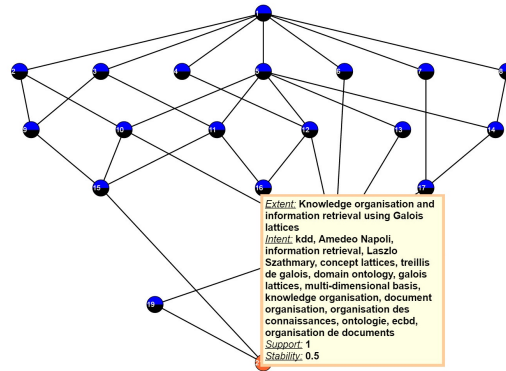 1
2 3 4 5 6 7 8
9 10 11 12 13 14
15 16 17
19
Extent: Knowledge organisation and
information retrieval using Galois
lattices
Intent: kdd, Amedeo Napoli,
information retrieval, Laszlo
Szathmary, concept lattices, treillis
de galois, domain ontology, galois
lattices, multi-dimensional basis,
knowledge organisation, document
organisation, organisation des
connaissances, ontologie, ecbd,
organisation de documents
Support: 1
Stability: 0.5